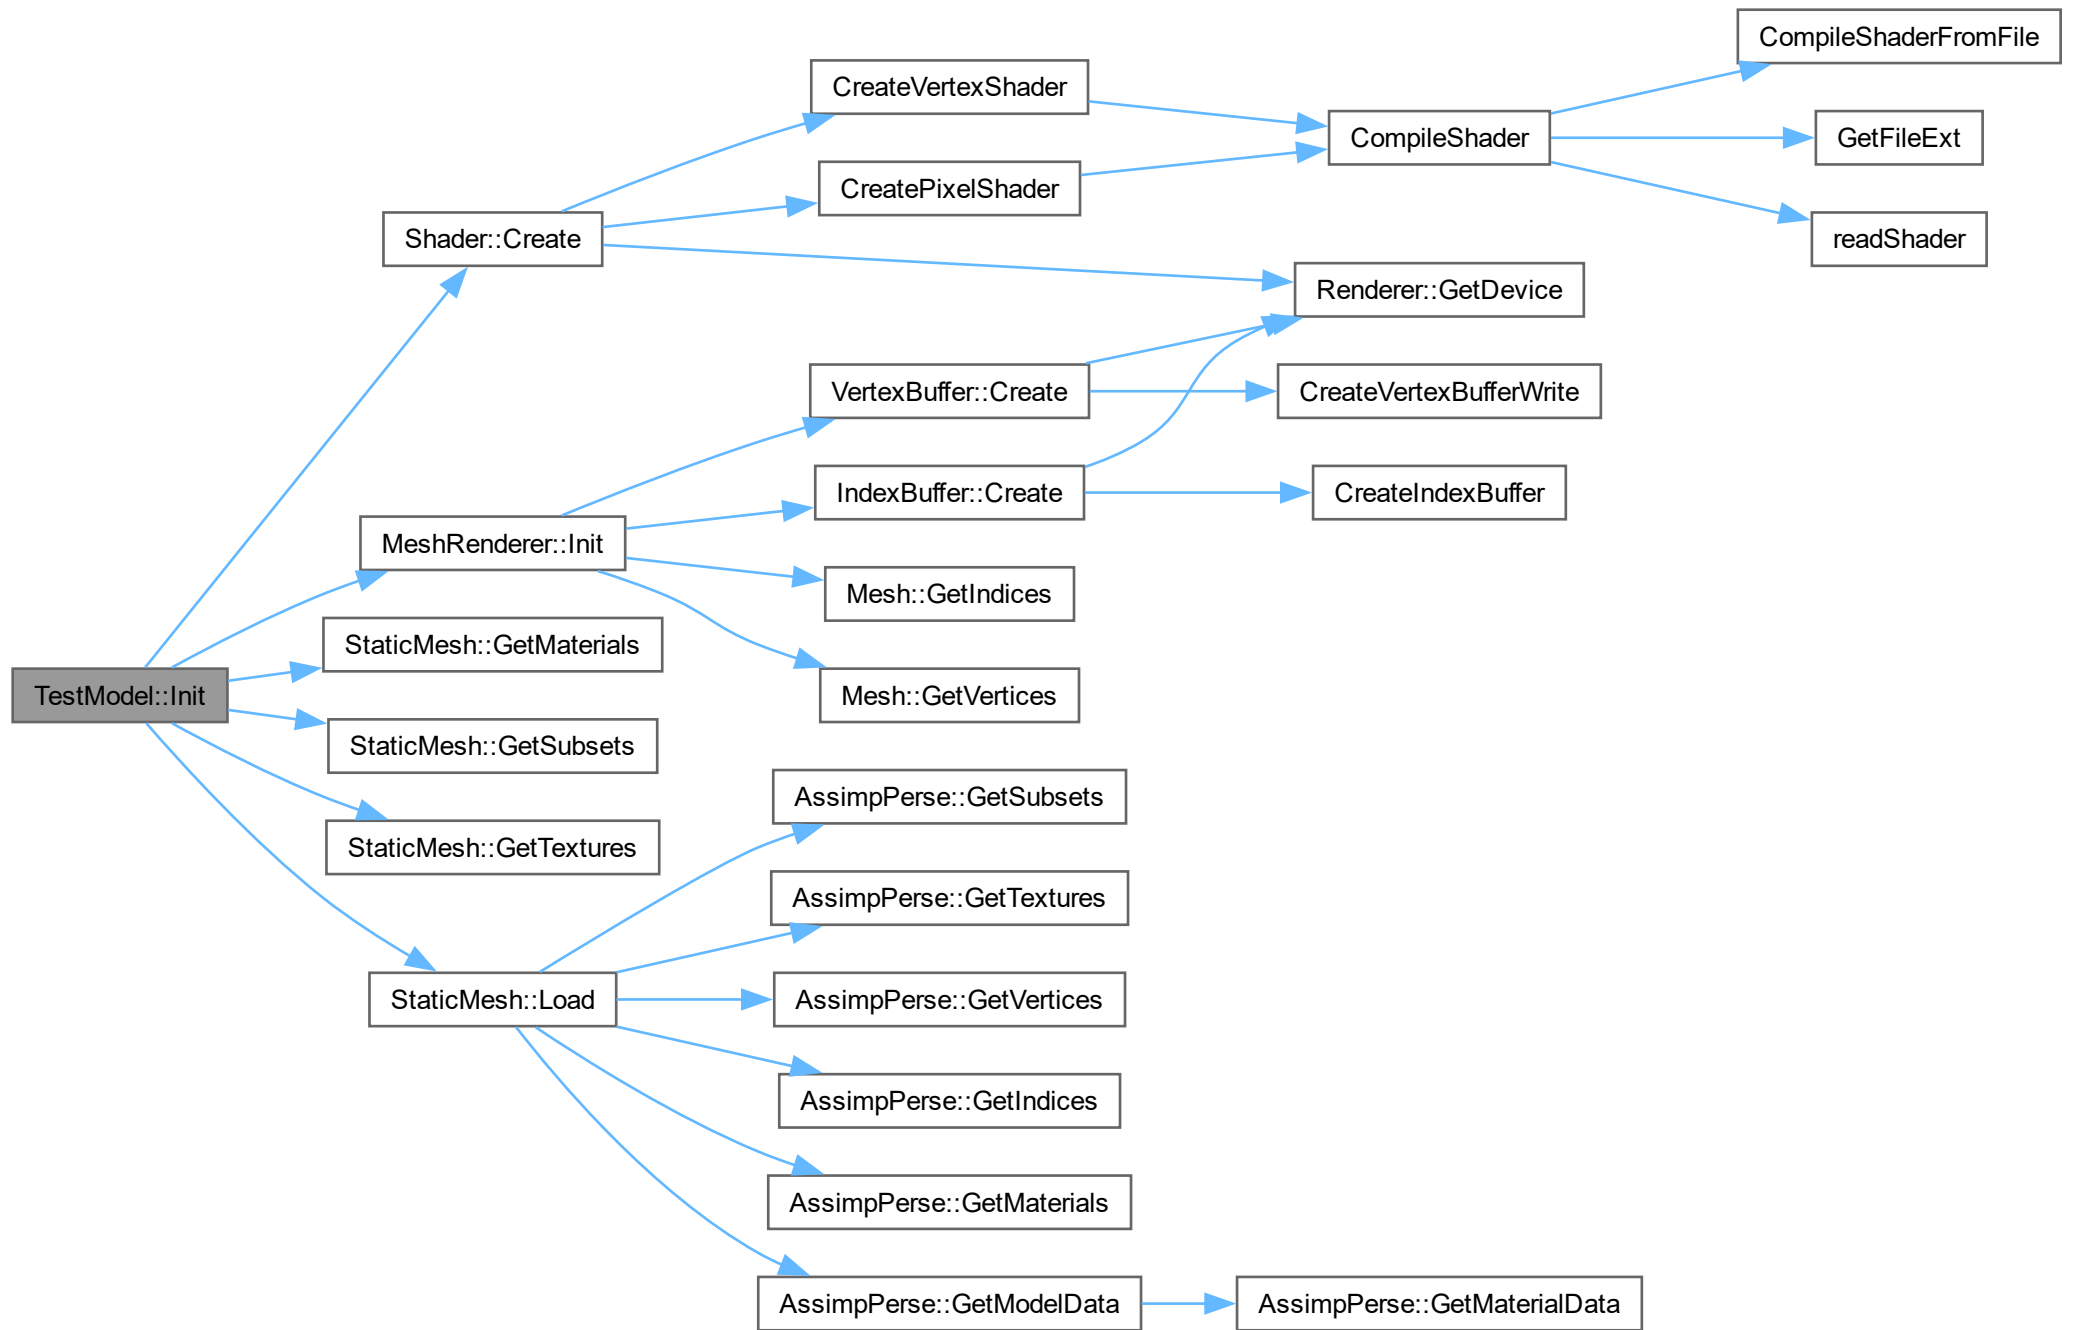 CompileShaderFromFile
CreateVertexShader
CompileShader
GetFileExt
CreatePixelShader
Shader::Create
readShader
Renderer::GetDevice
VertexBuffer::Create
CreateVertexBufferWrite
IndexBuffer::Create
CreateIndexBuffer
MeshRenderer::Init
Mesh::GetIndices
StaticMesh::GetMaterials
TestModel::Init
Mesh::GetVertices
StaticMesh::GetSubsets
AssimpPerse::GetSubsets
StaticMesh::GetTextures
AssimpPerse::GetTextures
StaticMesh::Load
AssimpPerse::GetVertices
AssimpPerse::GetIndices
AssimpPerse::GetMaterials
AssimpPerse::GetModelData
AssimpPerse::GetMaterialData